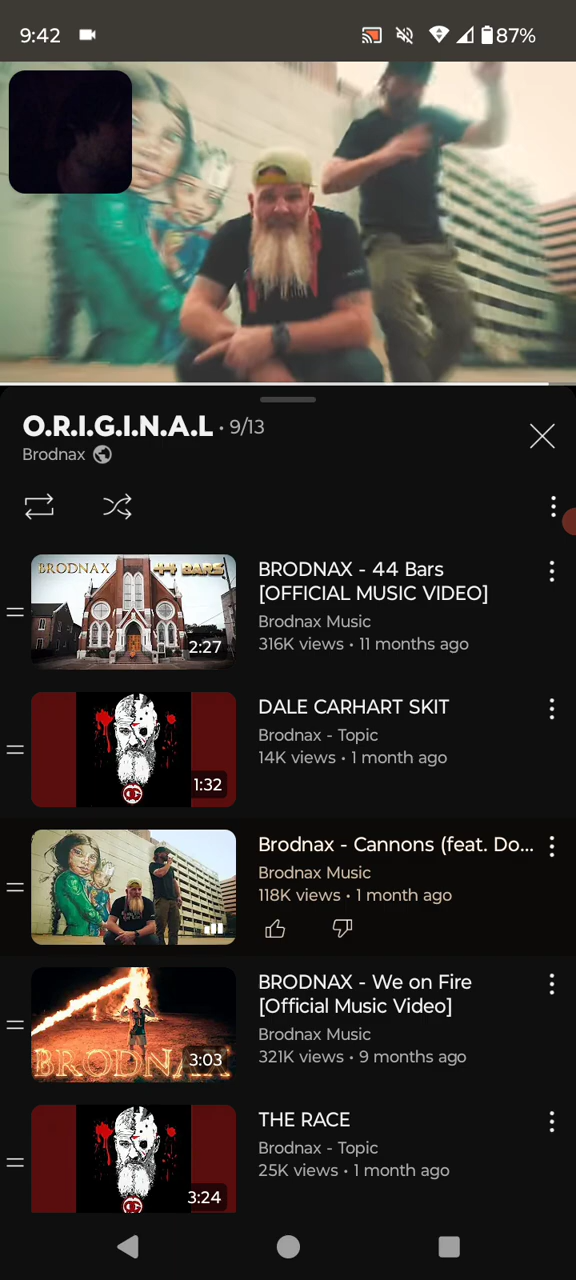 9:42
87%
O.R.I.G.I.N.A.L · 9/13
Brodnax
BRODNAX
44 BARS
2:27
BRODNAX - 44 Bars
[OFFICIAL MUSIC VIDEO]
Brodnax Music
316K views • 11 months ago
1:32
DALE CARHART SKIT
Brodnax - Topic
14K views • 1 month ago
Brodnax - Cannons (feat. Do...
Brodnax Music
118K views • 1 month ago
BRODNAX
3:03
BRODNAX - We on Fire
[Official Music Video]
Brodnax Music
321K views • 9 months ago
3:24
THE RACE
Brodnax - Topic
25K views • 1 month ago